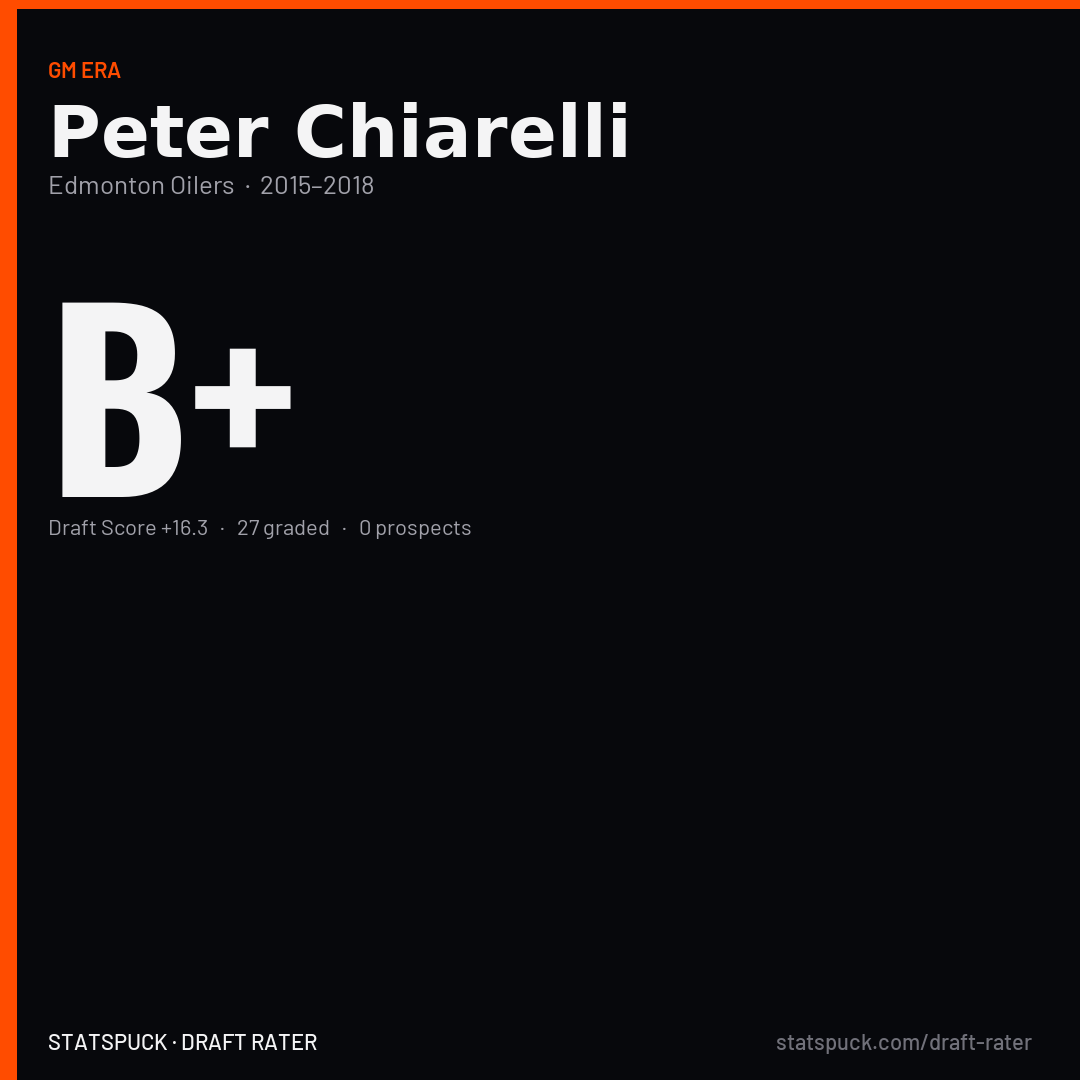 GM ERA
Peter Chiarelli
Edmonton Oilers · 2015–2018
B+
Draft Score +16.3 · 27 graded · 0 prospects
STATSPUCK · DRAFT RATER
statspuck.com/draft-rater